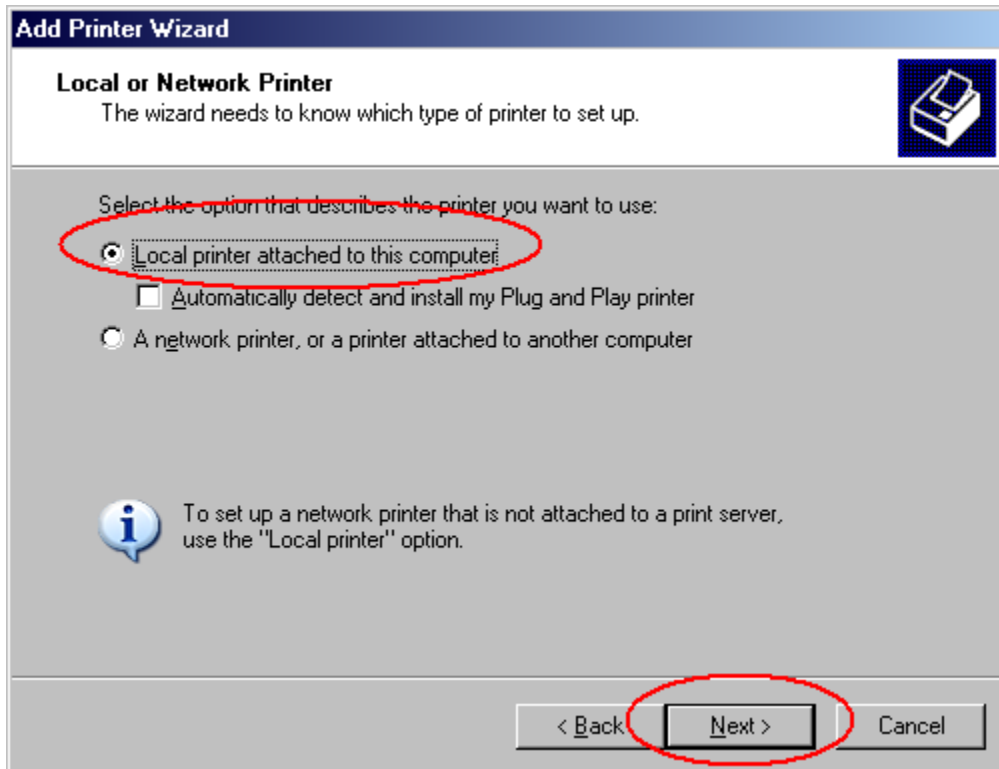 Add Printer Wizard
Local or Network Printer
The wizard needs to know which type of printer to set up.
Select the option that describes the printer you want to use:
Local printer attached to this computer
Automatically detect and install my Plug and Play printer
A network printer, or a printer attached to another computer
To set up a network printer that is not attached to a print server,
use the "Local printer" option.
< Back Next > Cancel